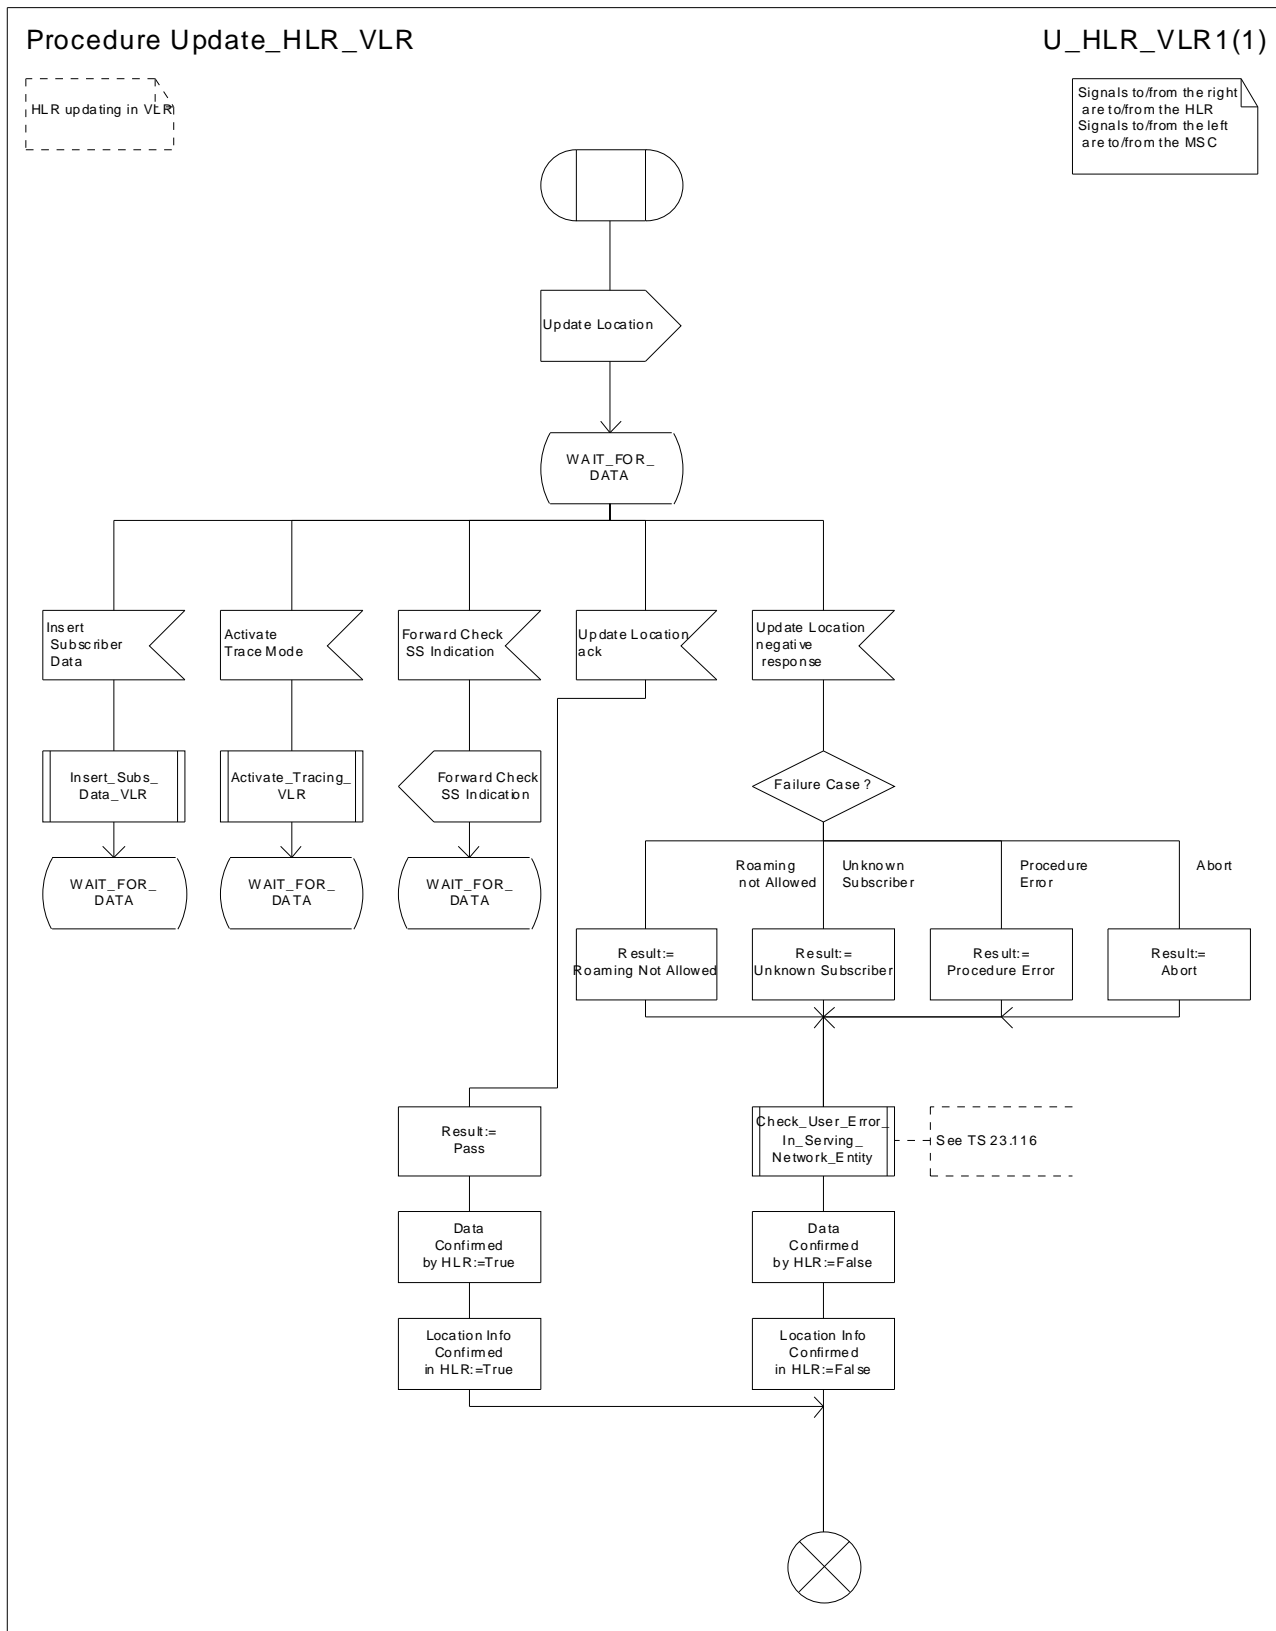 Procedure Update_HLR_VLR
U_HLR_VLR1(1)
HLR updating in VLR
Signals to/from the right
are to/from the HLR
Signals to/from the left
are to/from the MSC
Update Location
WAIT_FOR_
DATA
Insert
Subscriber
Data
Activate
Trace Mode
Forward Check
SS Indication
Update Location
ack
Update Location
negative
response
Insert_Subs_
Data_VLR
Activate_Tracing_
VLR
Forward Check
SS Indication
Failure Case ?
WAIT_FOR_
DATA
WAIT_FOR_
DATA
WAIT_FOR_
DATA
Roaming
not Allowed
Unknown
Subscriber
Procedure
Error
Abort
Result:=
Roaming Not Allowed
Result:=
Unknown Subscriber
Result:=
Procedure Error
Result:=
Abort
Result:=
Pass
Check_User_Error_
In_Serving_
Network_Entity
See TS 23.116
Data
Confirmed
by HLR:=True
Data
Confirmed
by HLR:=False
Location Info
Confirmed
in HLR:=True
Location Info
Confirmed
in HLR:=False